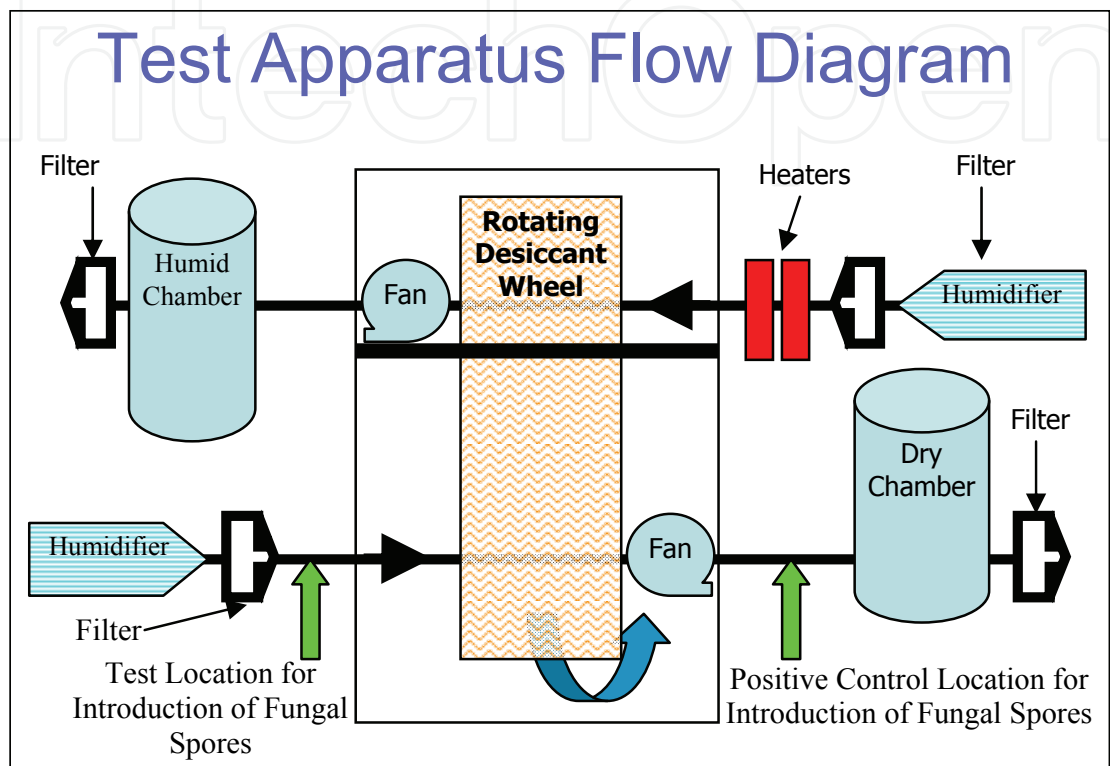 IntechOpen
Test Apparatus Flow Diagram
Filter
Heaters
Filter
Humid
Chamber
Fan
Rotating
Desiccant
Wheel
Humidifier
Dry
Chamber
Filter
Humidifier
Fan
Filter
Test Location for
Introduction of Fungal
Spores
Positive Control Location for
Introduction of Fungal Spores